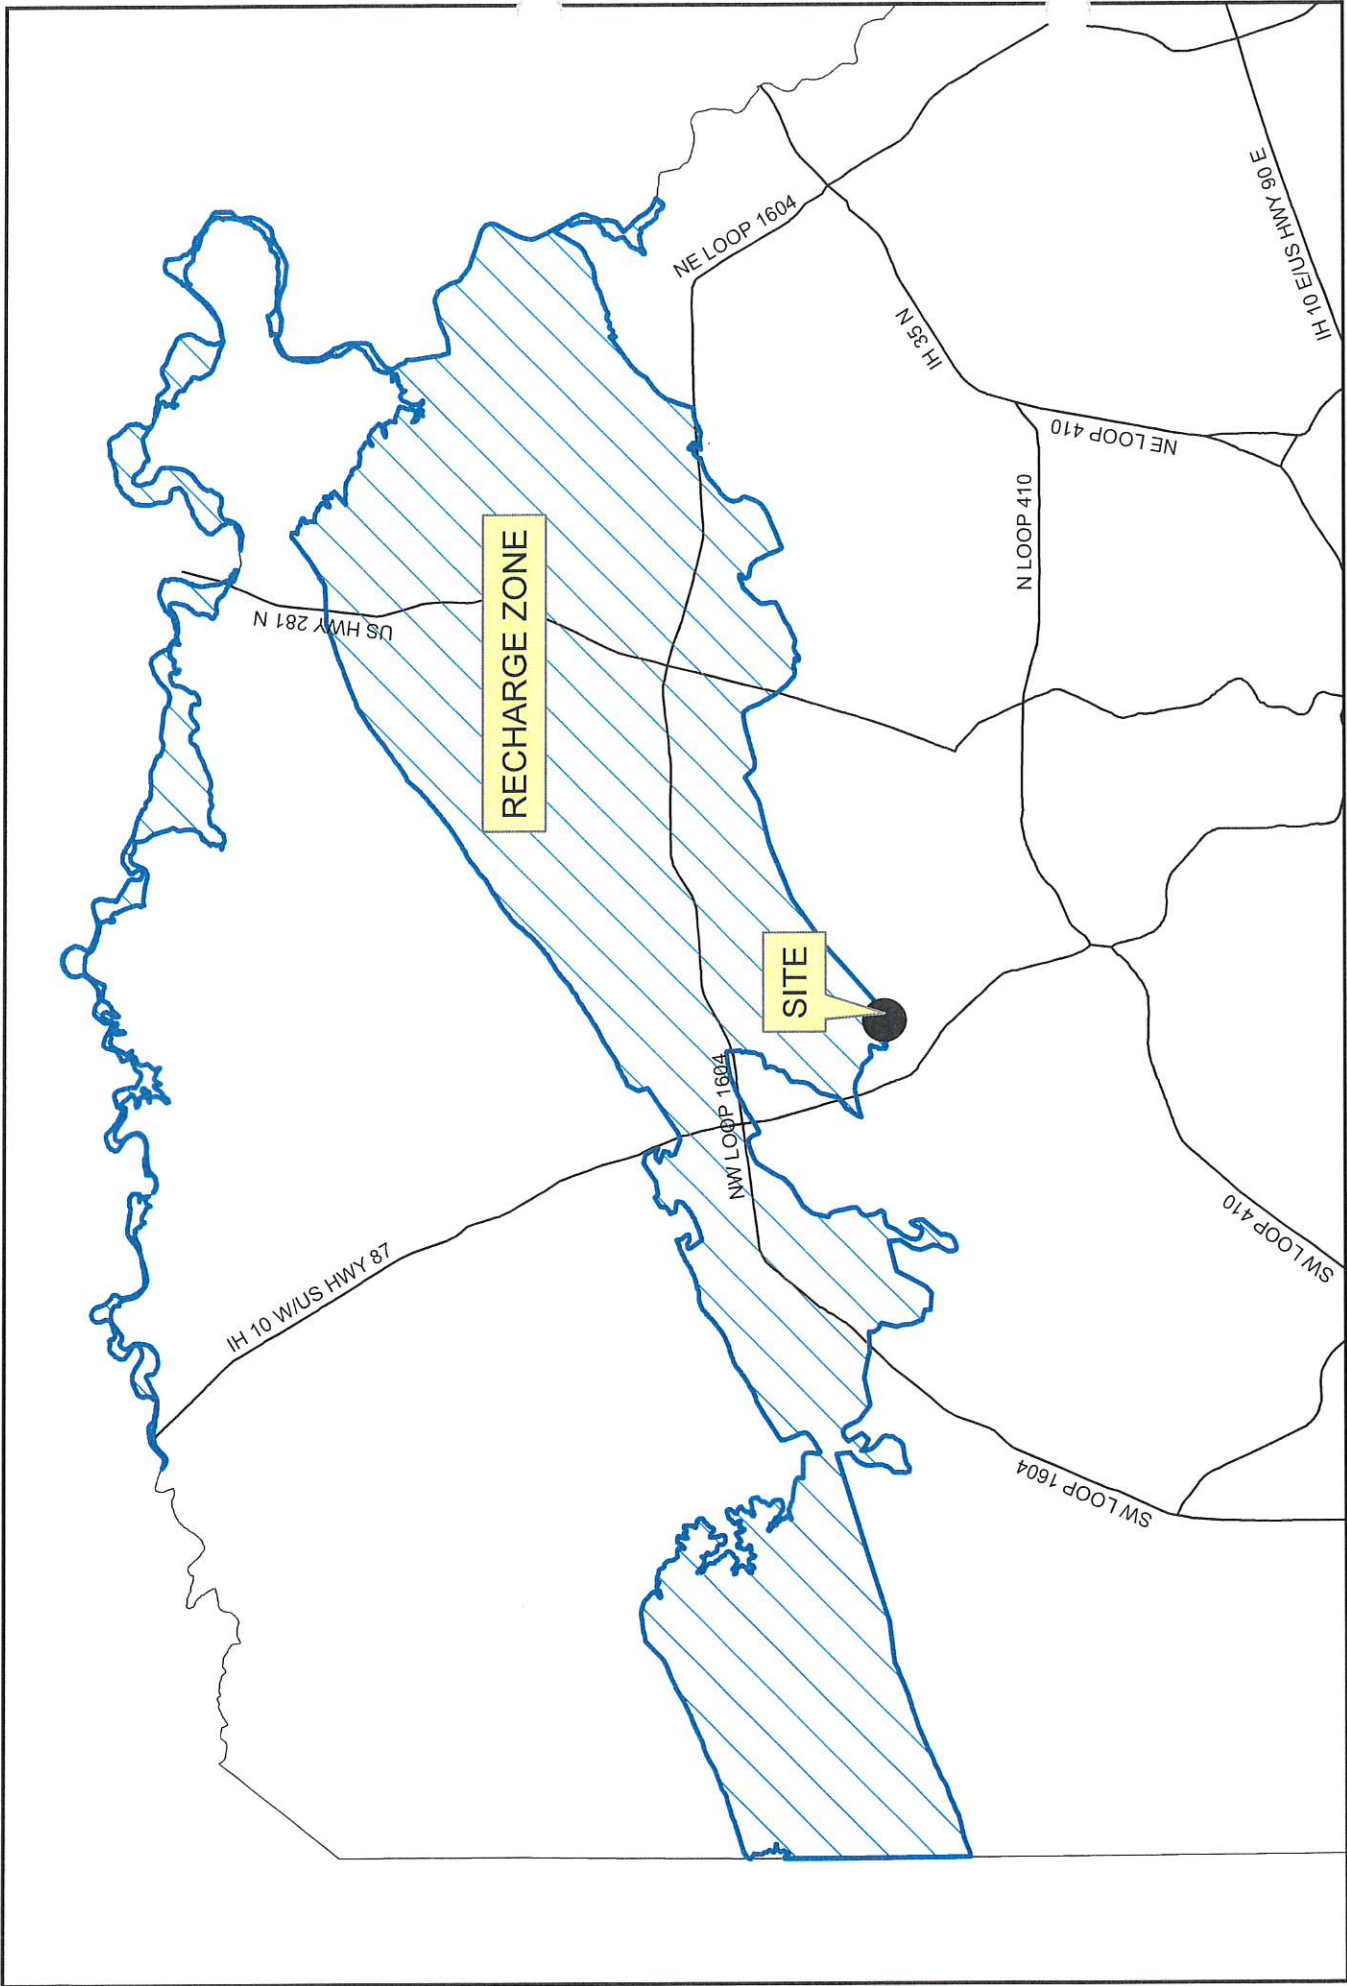 IH 10 W/US HWY 87
US HWY 281 N
RECHARGE ZONE
NW LOOP 1604
NE LOOP 1604
SITE
IH 35 N
N LOOP 410
NE LOOP 410
SW LOOP 1604
SW LOOP 410
IH 10 E/US HWY 90 E